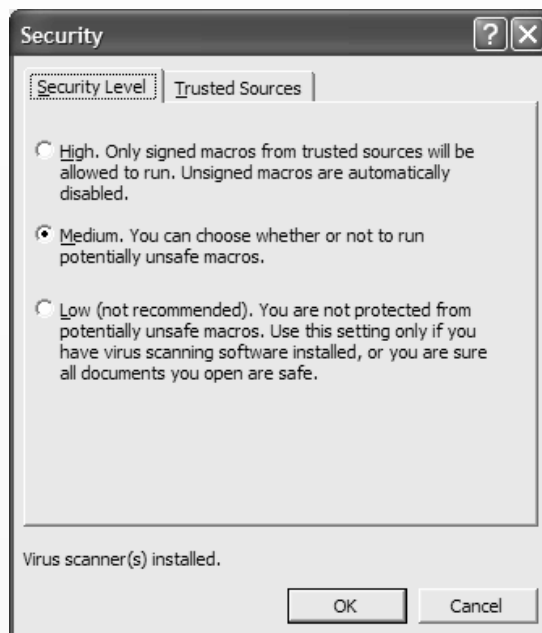 Security
Security Level
Trusted Sources
High. Only signed macros from trusted sources will be
allowed to run. Unsigned macros are automatically
disabled.
Medium. You can choose whether or not to run
potentially unsafe macros.
Low (not recommended). You are not protected from
potentially unsafe macros. Use this setting only if you
have virus scanning software installed, or you are sure
all documents you open are safe.
Virus scanner(s) installed.
OK
Cancel